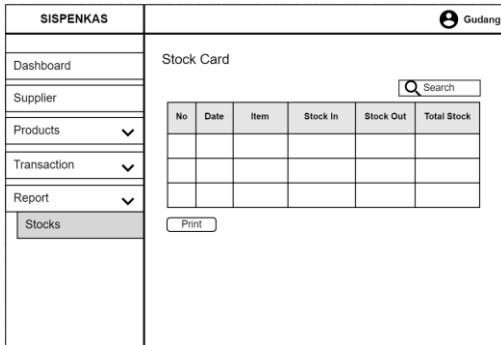 SISPENKAS
Gudang
Dashboard
Supplier
Products
Transaction
Report
Stocks
Stock Card
Search
No Date Item Stock In Stock Out Total Stock
Print